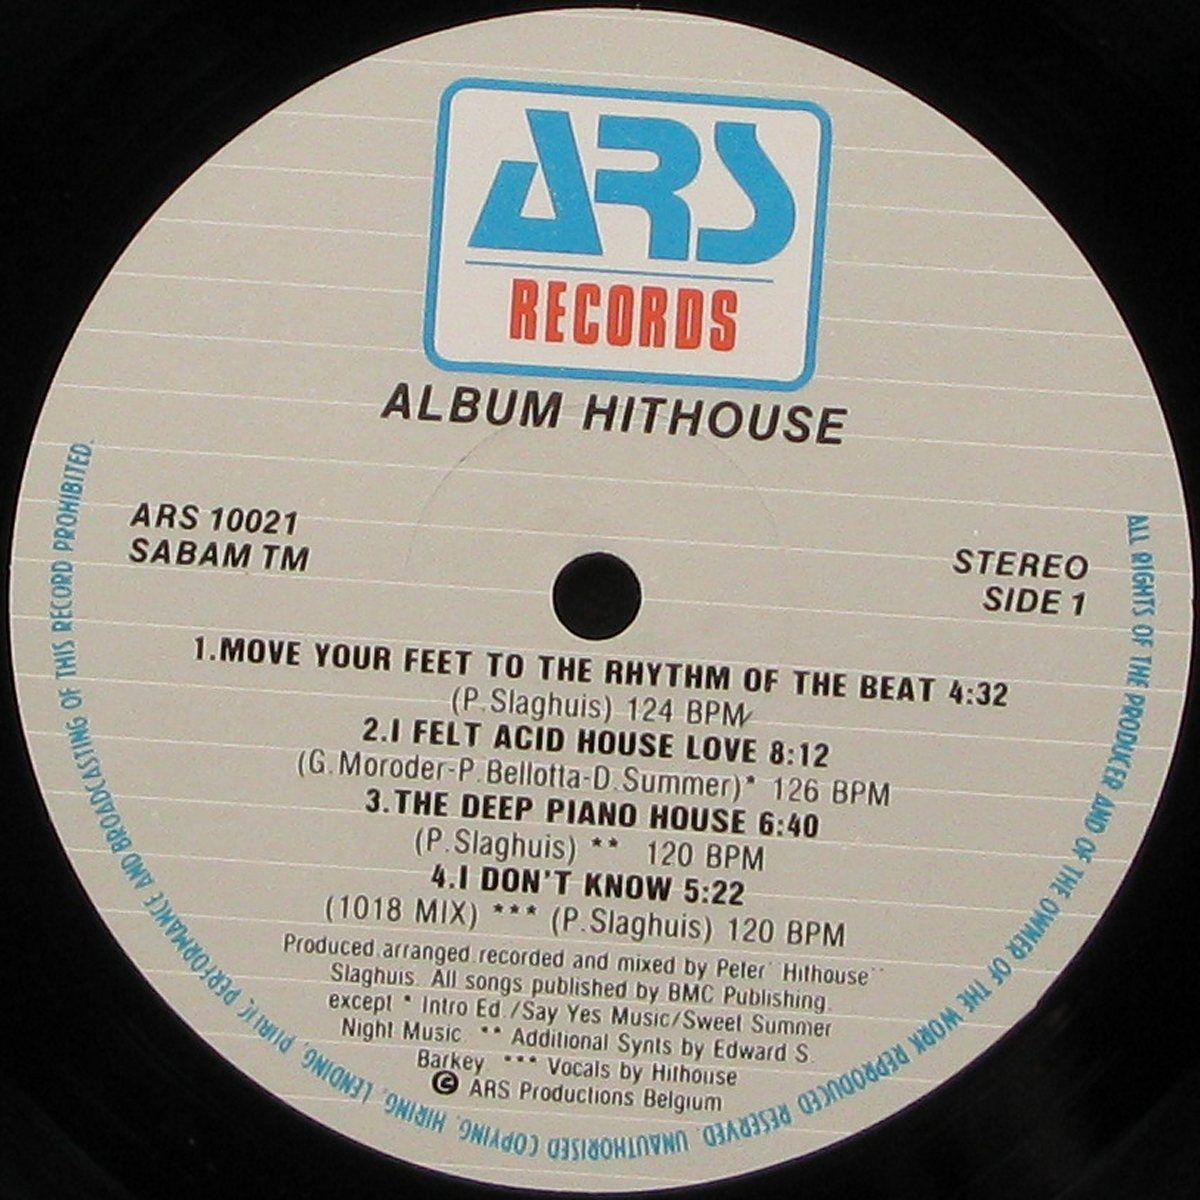 ARS
RECORDS
ALBUM HITHOUSE
ARS 10021
SABAM TM
STEREO
SIDE 1
1.MOVE YOUR FEET TO THE RHYTHM OF THE BEAT 4:32
(P.Slaghuis) 124 BPM
2.I FELT ACID HOUSE LOVE 8:12
(G.Moroder-P.Bellotta-D.Summer)* 126 BPM
3.THE DEEP PIANO HOUSE 6:40
(P.Slaghuis) ** 120 BPM
4.I DON'T KNOW 5:22
(1018 MIX) *** (P.Slaghuis) 120 BPM
Produced.arranged.recorded and mixed by Peter ̈ Hithouse ̈
Slaghuis. All songs published by BMC Publishing.
except * Intro Ed./Say Yes Music/Sweet Summer
Night Music ** Additional Synts by Edward S.
Barkey *** Vocals by Hithouse
© ARS Productions Belgium
ALL RIGHTS OF THE PRODUCER AND OF THE OWNER OF THE WORK REPRODUCED RESERVED. UNAUTHORISED COPYING, HIRING, LENDING, PUBLIC PERFORMANCE AND BROADCASTING OF THIS RECORD PROHIBITED.